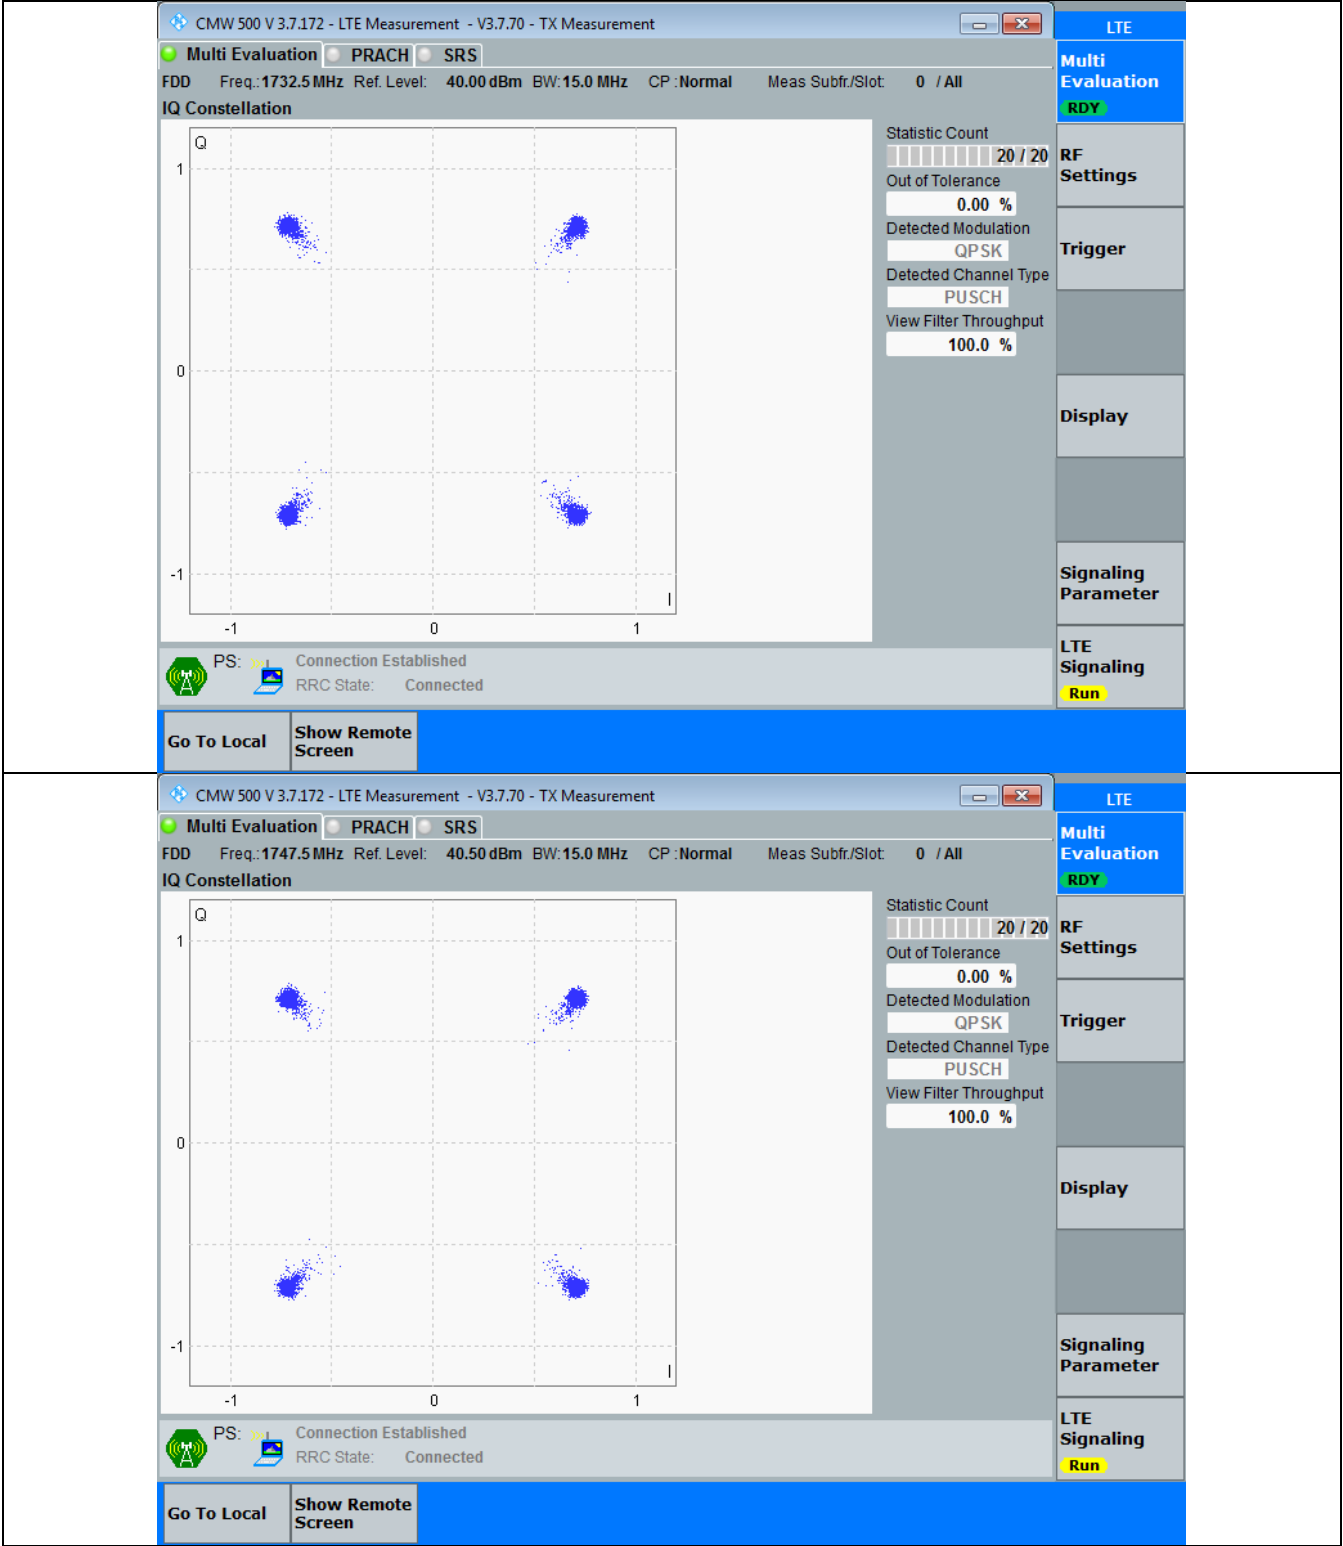 CMW 500 V 3.7.172 - LTE Measurement - V3.7.70 - TX Measurement
LTE
Multi Evaluation PRACH SRS
FDD Freq.: 1732.5 MHz Ref. Level: 40.00 dBm BW: 15.0 MHz CP : Normal Meas Subfr./Slot: 0 / All
IQ Constellation
Q
1
0
-1
I
-1 0 1
Statistic Count
20 / 20
Out of Tolerance
0.00 %
Detected Modulation
QPSK
Detected Channel Type
PUSCH
View Filter Throughput
100.0 %
Multi
Evaluation
RDY
RF
Settings
Trigger
Display
Signaling
Parameter
LTE
Signaling
Run
PS: Connection Established
RRC State: Connected
Go To Local
Show Remote
Screen
CMW 500 V 3.7.172 - LTE Measurement - V3.7.70 - TX Measurement
LTE
Multi Evaluation PRACH SRS
FDD Freq.: 1747.5 MHz Ref. Level: 40.50 dBm BW: 15.0 MHz CP : Normal Meas Subfr./Slot: 0 / All
IQ Constellation
Q
1
0
-1
I
-1 0 1
Statistic Count
20 / 20
Out of Tolerance
0.00 %
Detected Modulation
QPSK
Detected Channel Type
PUSCH
View Filter Throughput
100.0 %
Multi
Evaluation
RDY
RF
Settings
Trigger
Display
Signaling
Parameter
LTE
Signaling
Run
PS: Connection Established
RRC State: Connected
Go To Local
Show Remote
Screen